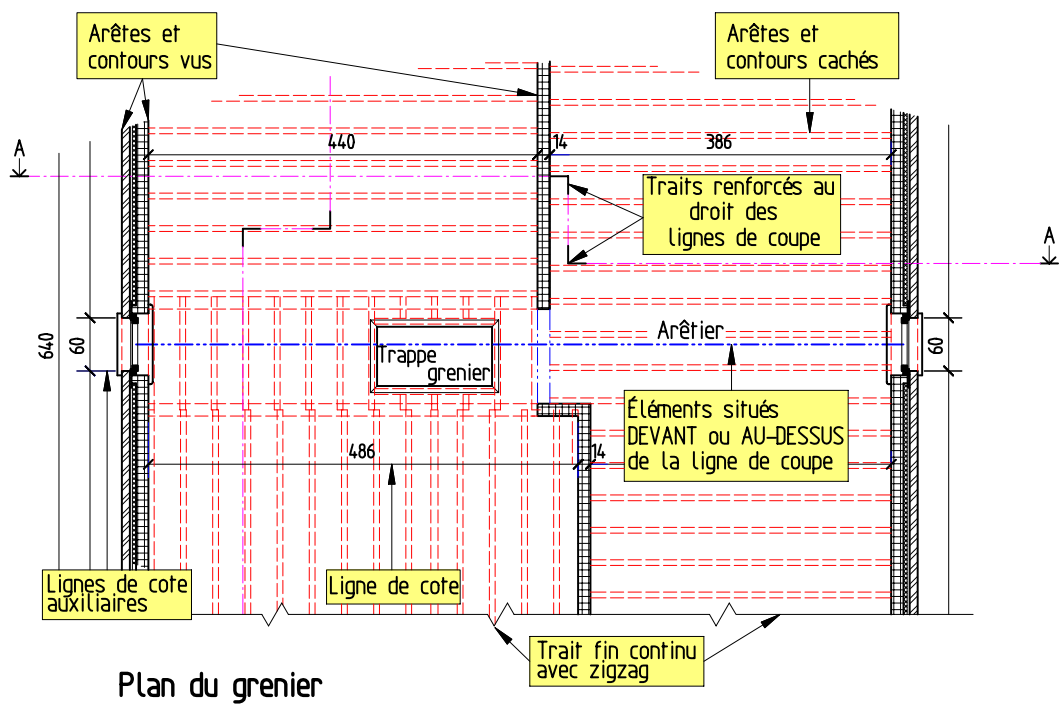 Arêtes et
contours vus
Arêtes et
contours cachés
A
440
14
386
Traits renforcés au
droit des
lignes de coupe
A
640
60
Trappe
grenier
Arêtier
60
Éléments situés
DEVANT ou AU-DESSUS
de la ligne de coupe
486
14
Lignes de cote
auxiliaires
Ligne de cote
Trait fin continu
avec zigzag
Plan du grenier